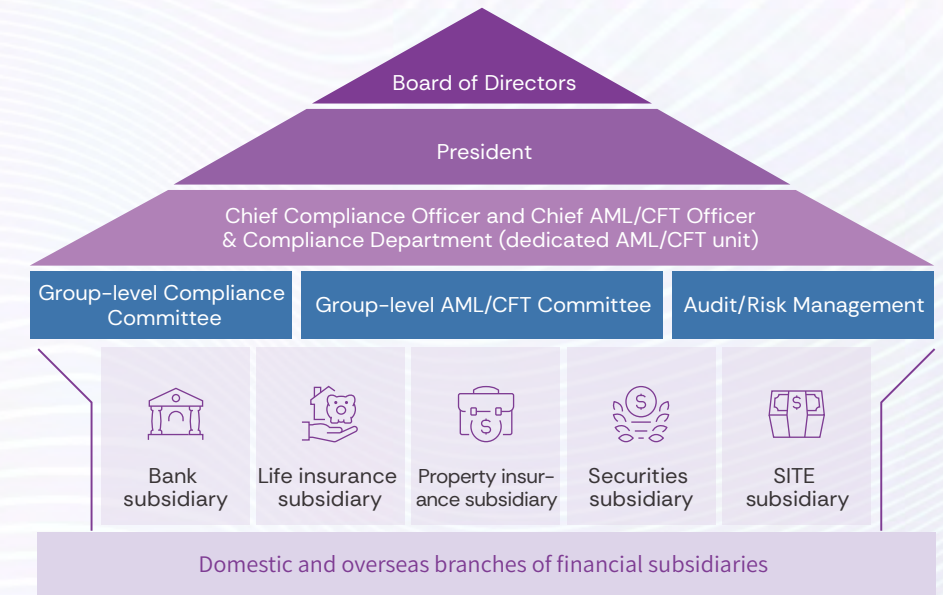 Board of Directors
President
Chief Compliance Officer and Chief AML/CFT Officer
& Compliance Department (dedicated AML/CFT unit)
Group-level Compliance
Committee
Group-level AML/CFT Committee
Audit/Risk Management
Bank
subsidiary
Life insurance
subsidiary
Property insur-
ance subsidiary
Securities
subsidiary
SITE
subsidiary
Domestic and overseas branches of financial subsidiaries